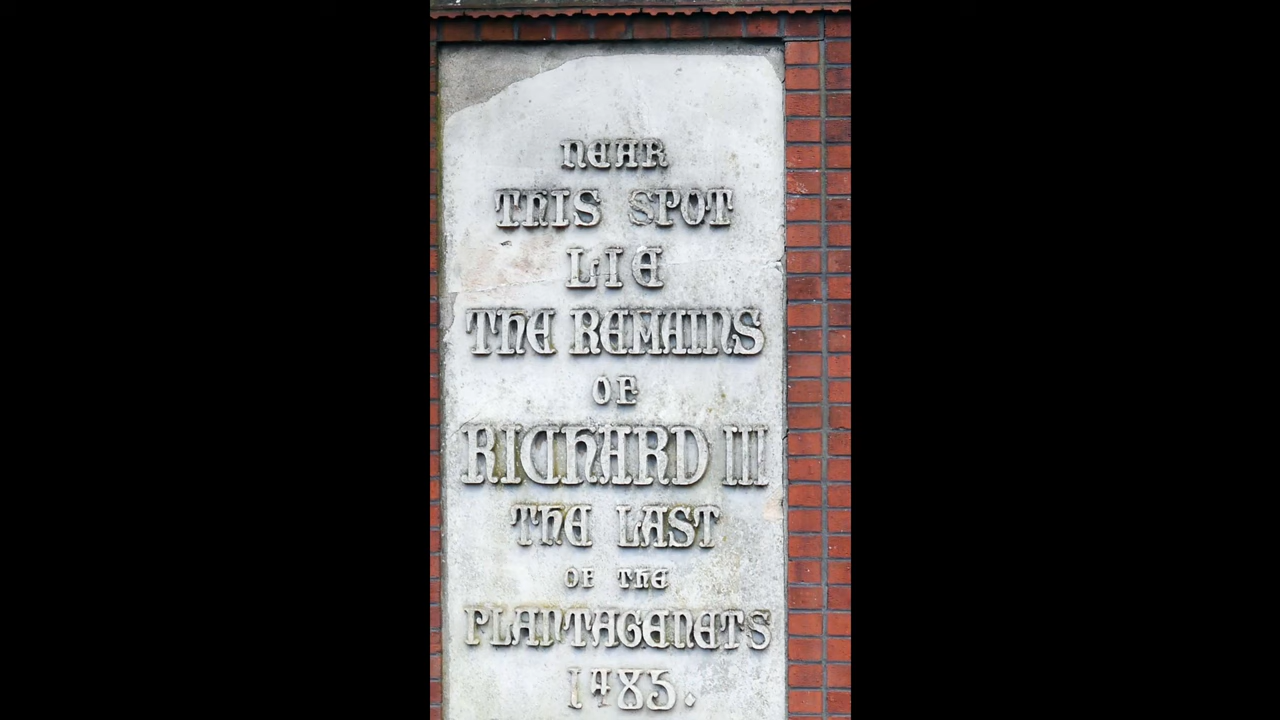 NEAR
THIS SPOT
LIE
THE REMAINS
OF
RICHARD III
THE LAST
OF THE
PLANTAGENETS
1485.